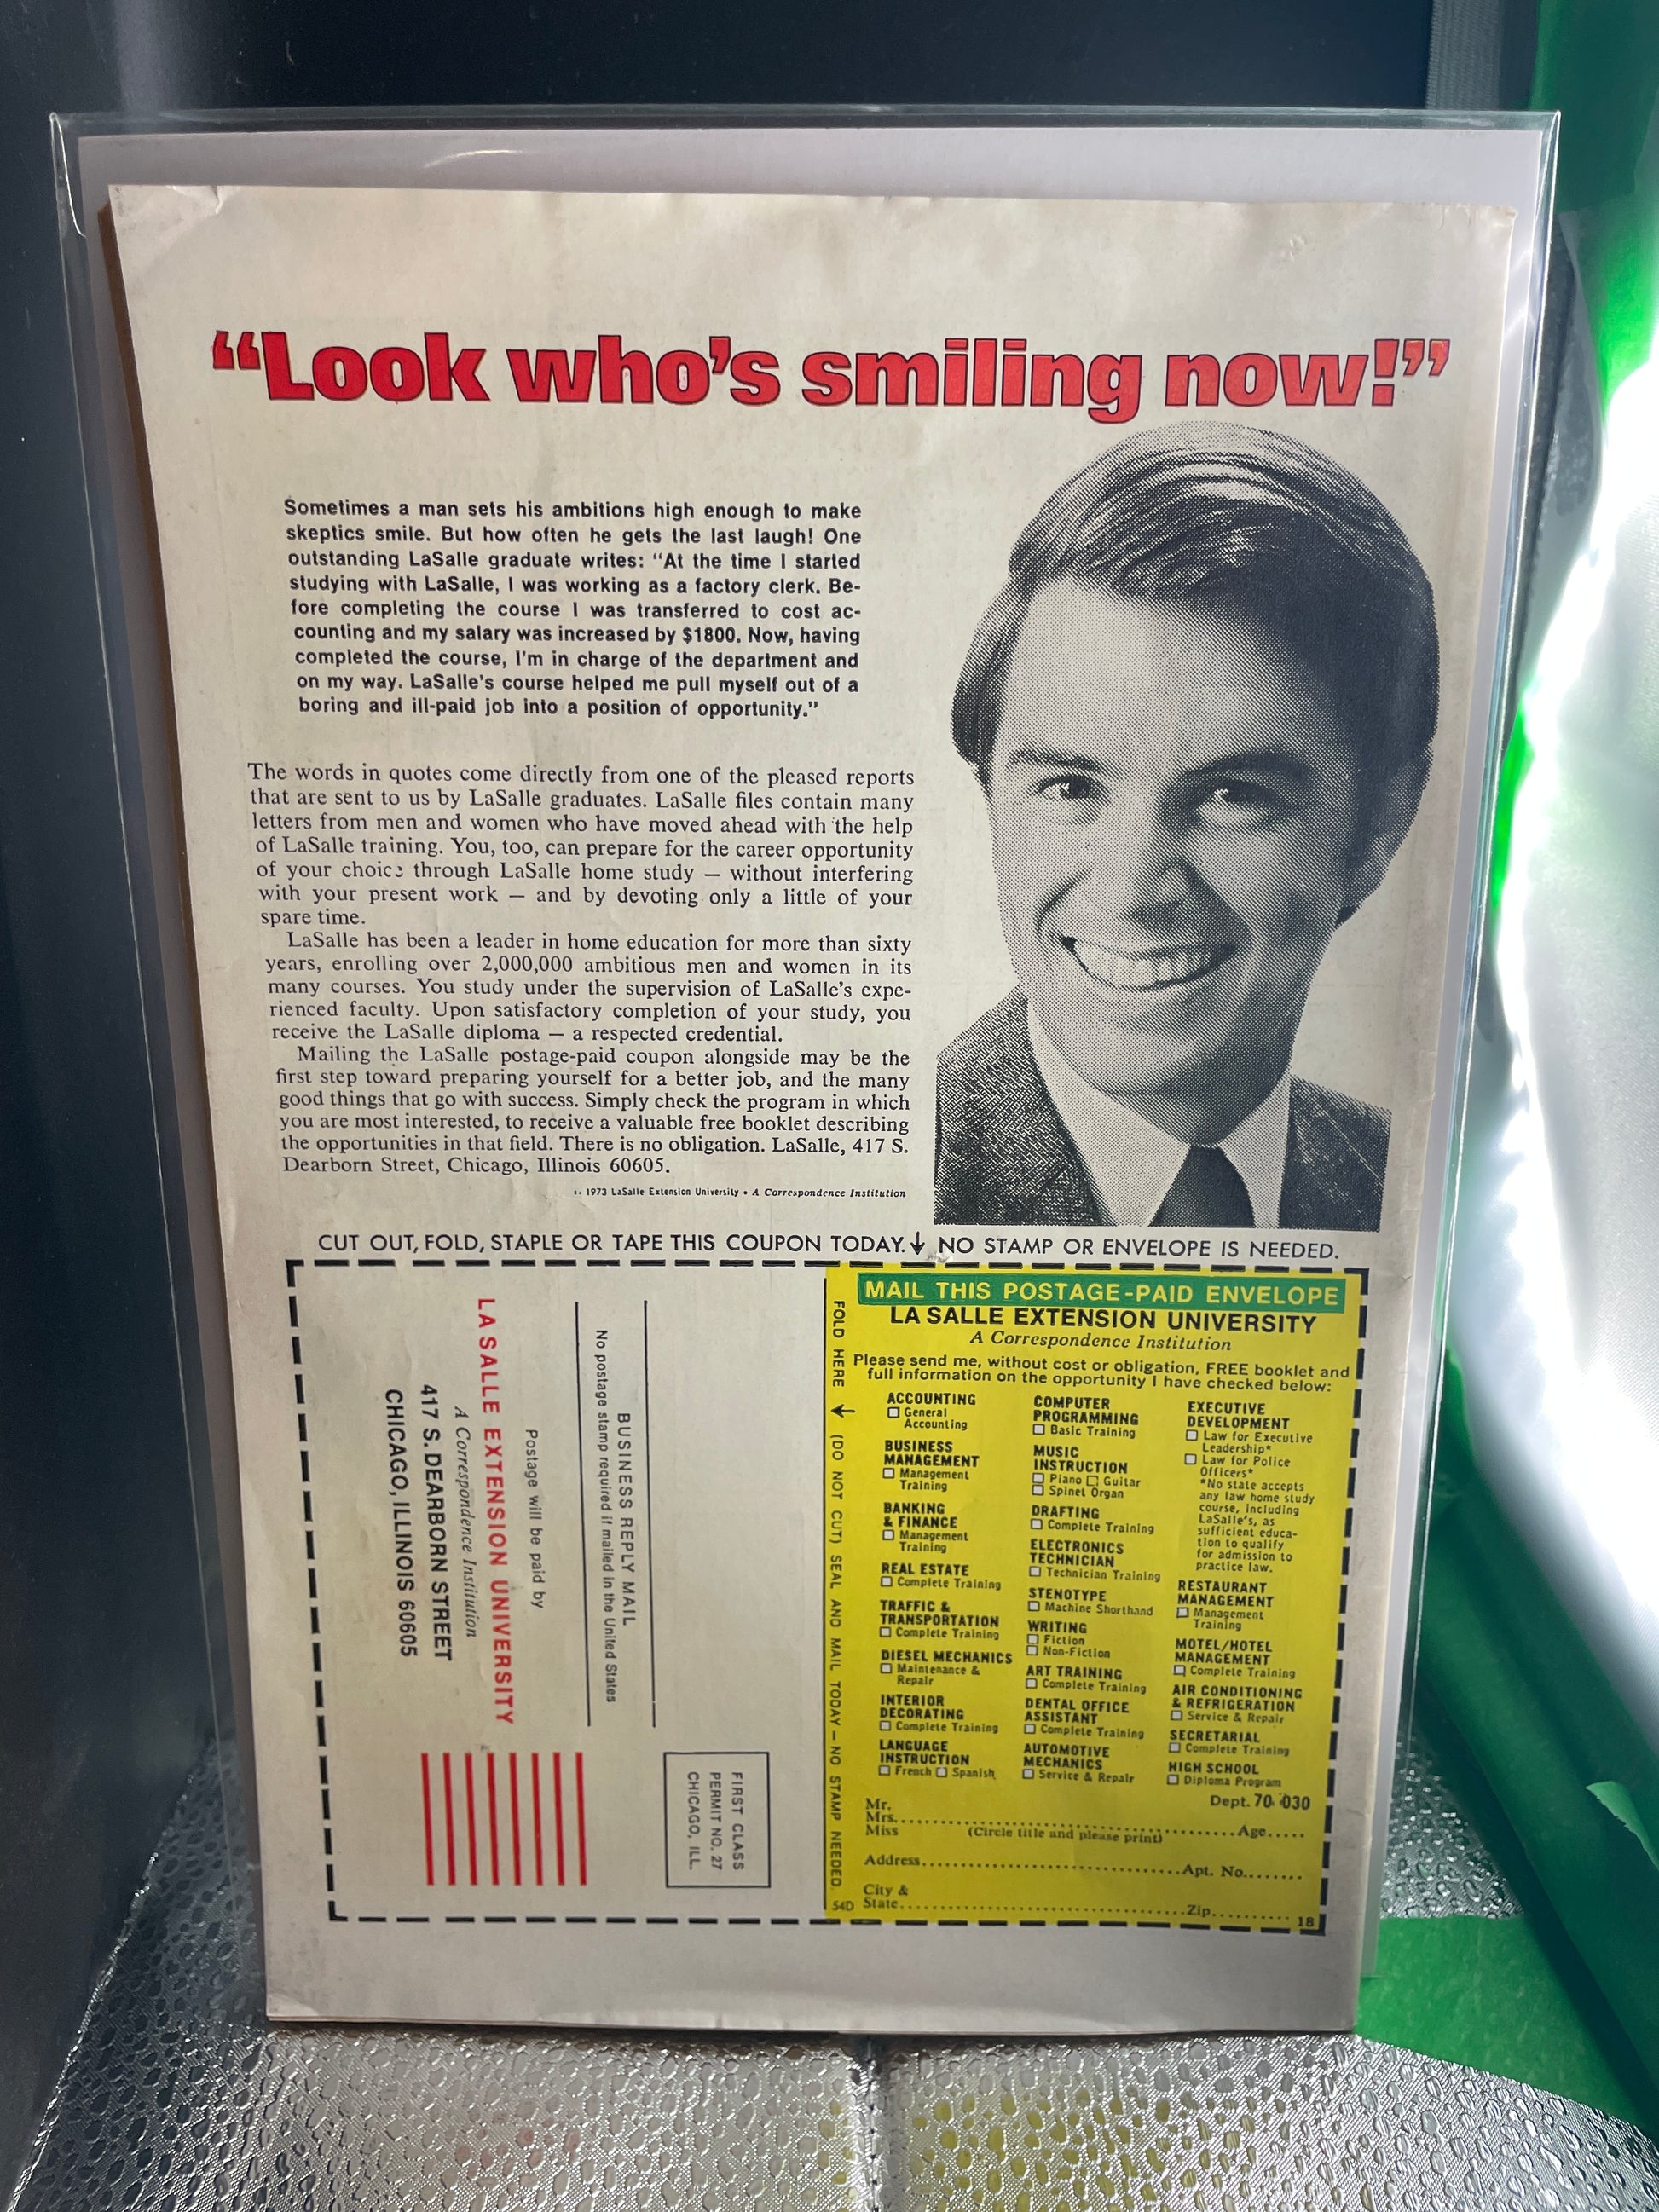 “Look who’s smiling now!”
Sometimes a man sets his ambitions high enough to make
skeptics smile. But how often he gets the last laugh! One
outstanding LaSalle graduate writes: “At the time I started
studying with LaSalle, I was working as a factory clerk. Be-
fore completing the course I was transferred to cost ac-
counting and my salary was increased by $1800. Now, having
completed the course, I’m in charge of the department and
on my way. LaSalle’s course helped me pull myself out of a
boring and ill-paid job into a position of opportunity.”
The words in quotes come directly from one of the pleased reports
that are sent to us by LaSalle graduates. LaSalle files contain many
letters from men and women who have moved ahead with the help
of LaSalle training. You, too, can prepare for the career opportunity
of your choice through LaSalle home study — without interfering
with your present work — and by devoting only a little of your
spare time.
LaSalle has been a leader in home education for more than sixty
years, enrolling over 2,000,000 ambitious men and women in its
many courses. You study under the supervision of LaSalle’s expe-
rienced faculty. Upon satisfactory completion of your study, you
receive the LaSalle diploma — a respected credential.
Mailing the LaSalle postage-paid coupon alongside may be the
first step toward preparing yourself for a better job, and the many
good things that go with success. Simply check the program in which
you are most interested, to receive a valuable free booklet describing
the opportunities in that field. There is no obligation. LaSalle, 417 S.
Dearborn Street, Chicago, Illinois 60605.
1973 LaSalle Extension University • A Correspondence Institution
CUT OUT, FOLD, STAPLE OR TAPE THIS COUPON TODAY. ↓ NO STAMP OR ENVELOPE IS NEEDED.
FIRST CLASS
PERMIT NO. 27
CHICAGO, ILL.
BUSINESS REPLY MAIL
No postage stamp required if mailed in the United States
Postage will be paid by
LA SALLE EXTENSION UNIVERSITY
A Correspondence Institution
417 S. DEARBORN STREET
CHICAGO, ILLINOIS 60605
FOLD HERE (DO NOT CUT) SEAL AND MAIL TODAY — NO STAMP NEEDED.
S4D
MAIL THIS POSTAGE-PAID ENVELOPE
LA SALLE EXTENSION UNIVERSITY
A Correspondence Institution
Please send me, without cost or obligation, FREE booklet and
full information on the opportunity I have checked below:
ACCOUNTING
☐ General
Accounting
BUSINESS
MANAGEMENT
☐ Management
Training
BANKING
& FINANCE
☐ Management
Training
REAL ESTATE
☐ Complete Training
TRAFFIC &
TRANSPORTATION
☐ Complete Training
DIESEL MECHANICS
☐ Maintenance &
Repair
INTERIOR
DECORATING
☐ Complete Training
LANGUAGE
INSTRUCTION
☐ French ☐ Spanish
COMPUTER
PROGRAMMING
☐ Basic Training
MUSIC
INSTRUCTION
☐ Piano ☐ Guitar
☐ Spinet Organ
DRAFTING
☐ Complete Training
ELECTRONICS
TECHNICIAN
☐ Technician Training
STENOTYPE
☐ Machine Shorthand
WRITING
☐ Fiction
☐ Non-Fiction
ART TRAINING
☐ Complete Training
DENTAL OFFICE
ASSISTANT
☐ Complete Training
AUTOMOTIVE
MECHANICS
☐ Service & Repair
EXECUTIVE
DEVELOPMENT
☐ Law for Executive
Leadership*
☐ Law for Police
Officers*
*No state accepts
any law home study
course, including
LaSalle’s, as
sufficient educa-
tion to qualify
for admission to
practice law.
RESTAURANT
MANAGEMENT
☐ Management
Training
MOTEL/HOTEL
MANAGEMENT
☐ Complete Training
AIR CONDITIONING
& REFRIGERATION
☐ Service & Repair
SECRETARIAL
☐ Complete Training
HIGH SCHOOL
☐ Diploma Program
Dept. 70-030
Mr.
Mrs. Age
Miss (Circle title and please print)
Address Apt. No.
City &
State Zip
18